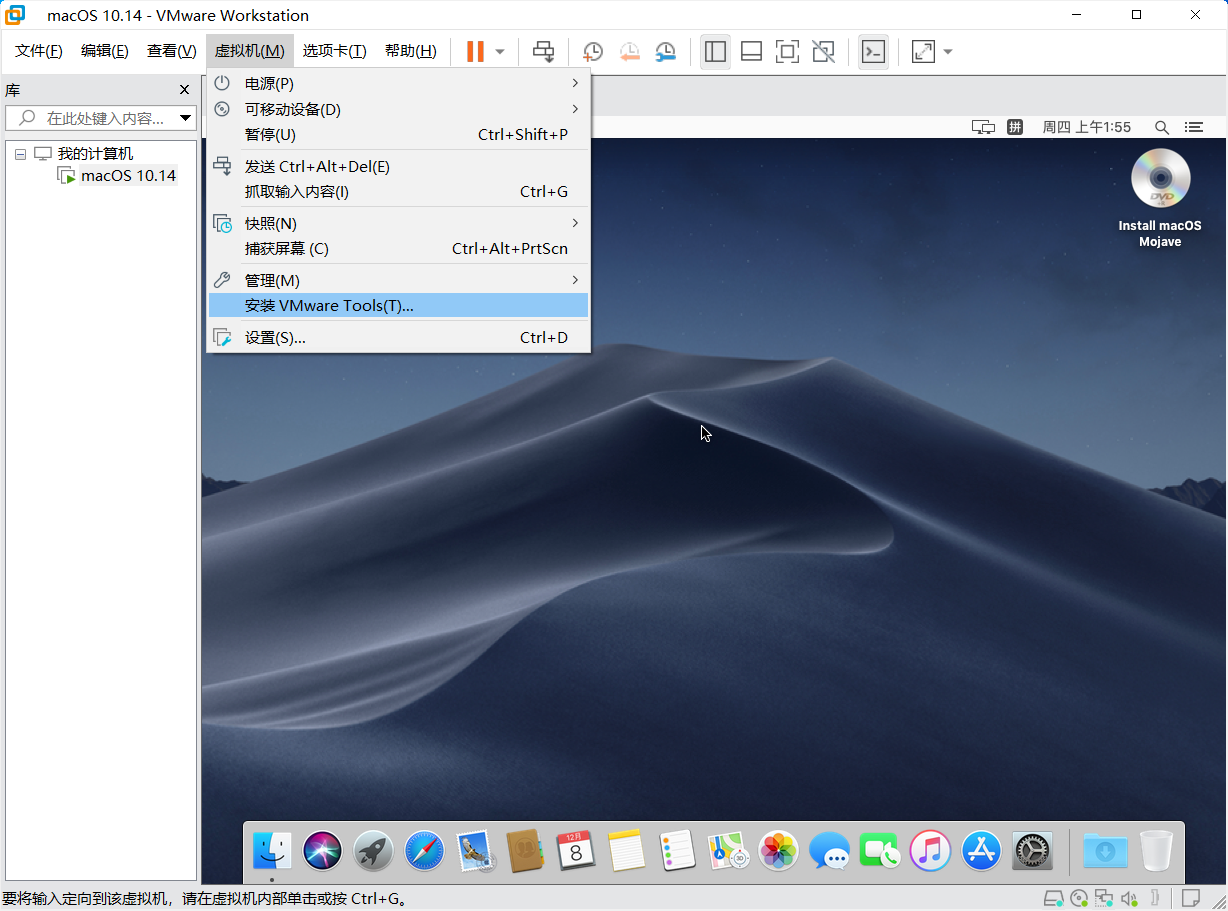 macOS 10.14 - VMware Workstation
文件(F) 编辑(E) 查看(V) 虚拟机(M) 选项卡(T) 帮助(H)
库
在此处键入内容...
我的计算机
macOS 10.14
电源(P)
可移动设备(D)
暂停(U) Ctrl+Shift+P
发送 Ctrl+Alt+Del(E)
抓取输入内容(I) Ctrl+G
快照(N)
捕获屏幕 (C) Ctrl+Alt+PrtScn
管理(M)
安装 VMware Tools(T)...
设置(S)... Ctrl+D
拼 周四 上午1:55
DVD
Install macOS
Mojave
12月
8
3D
要将输入定向到该虚拟机，请在虚拟机内部单击或按 Ctrl+G。